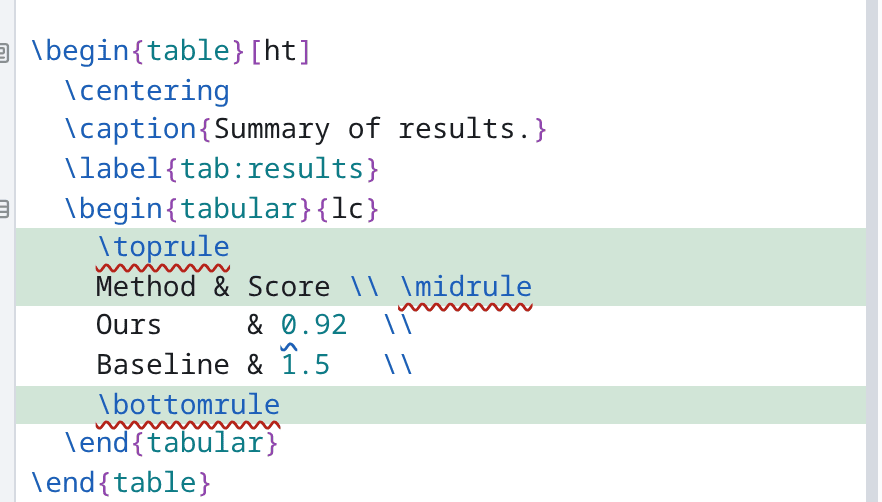 \begin{table}[ht]
  \centering
  \caption{Summary of results.}
  \label{tab:results}
  \begin{tabular}{lc}
    \toprule
    Method & Score \\ \midrule
    Ours     & 0.92  \\
    Baseline & 1.5   \\
    \bottomrule
  \end{tabular}
\end{table}